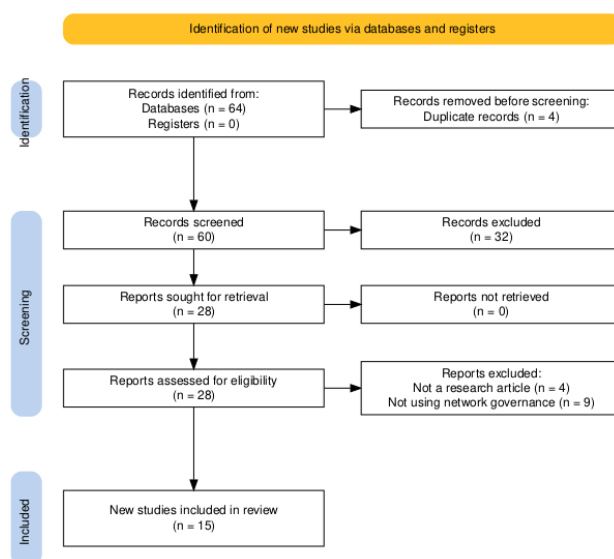 Identification of new studies via databases and registers
Identification
Records identified from:
Databases (n = 64)
Registers (n = 0)
Records removed before screening:
Duplicate records (n = 4)
Screening
Records screened
(n = 60)
Records excluded
(n = 32)
Reports sought for retrieval
(n = 28)
Reports not retrieved
(n = 0)
Reports assessed for eligibility
(n = 28)
Reports excluded:
Not a research article (n = 4)
Not using network governance (n = 9)
Included
New studies included in review
(n = 15)